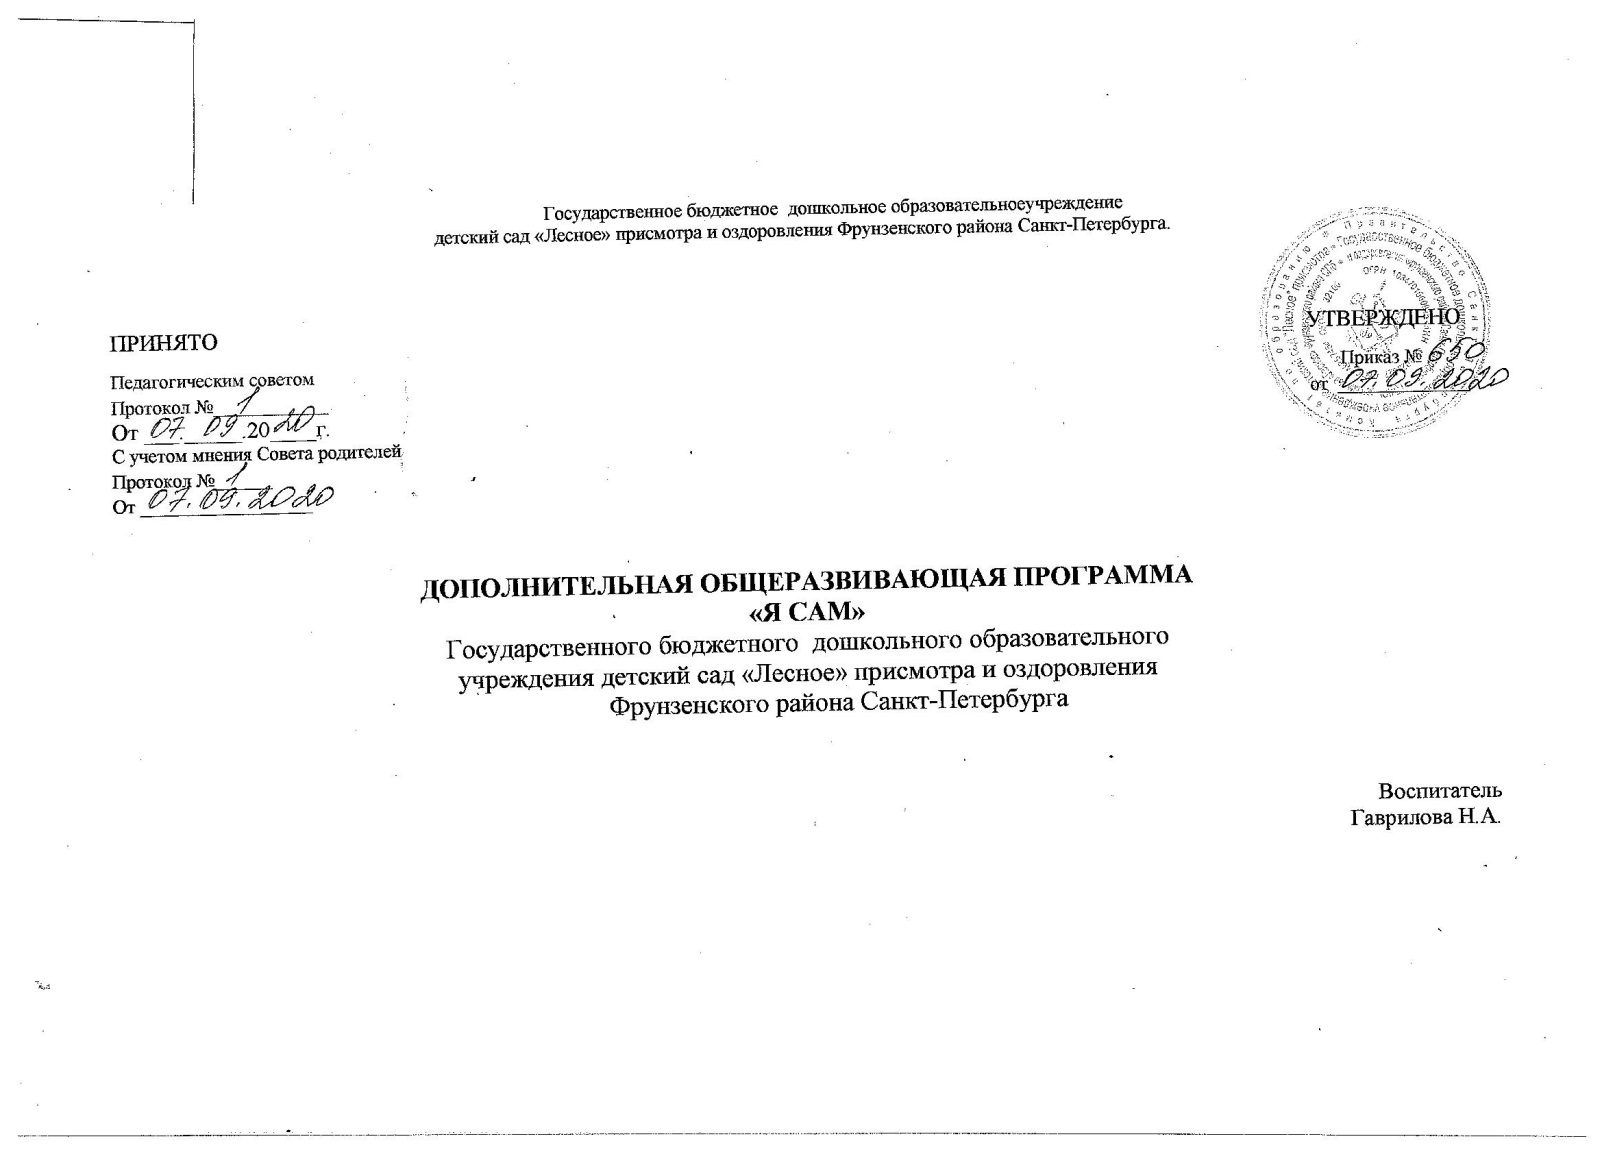 Государственное бюджетное  дошкольное образовательноеучреждение
детский сад «Лесное» присмотра и оздоровления Фрунзенского района Санкт-Петербурга.
ПРИНЯТО
Педагогическим советом
Протокол № 1
От 07. 09 .2020 г.
С учетом мнения Совета родителей
Протокол № 1
От 07.09.2020
УТВЕРЖДЕНО
Приказ № 650
от 07.09.2020
ДОПОЛНИТЕЛЬНАЯ ОБЩЕРАЗВИВАЮЩАЯ ПРОГРАММА
«Я САМ»
Государственного бюджетного  дошкольного образовательного
учреждения детский сад «Лесное» присмотра и оздоровления
Фрунзенского района Санкт-Петербурга
Воспитатель
Гаврилова Н.А.